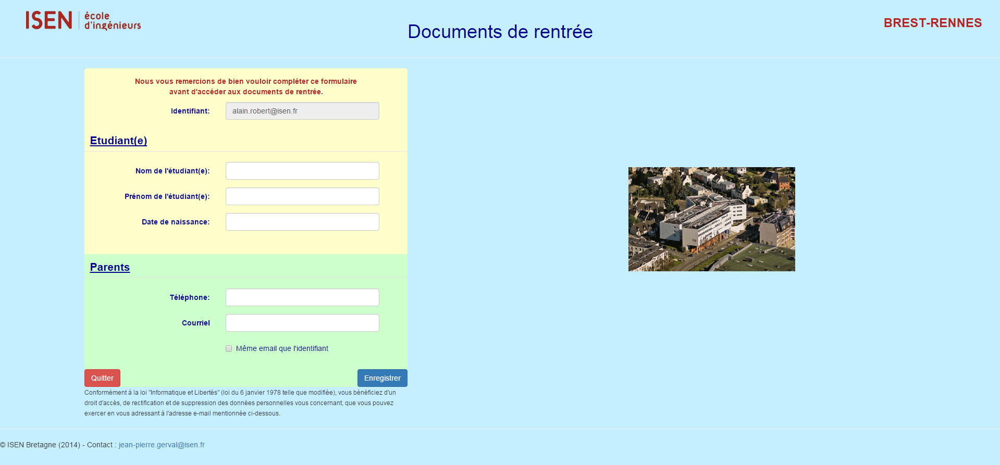 ISEN école d'ingénieurs
Documents de rentrée
BREST-RENNES
Nous vous remercions de bien vouloir compléter ce formulaire
avant d'accéder aux documents de rentrée.
Identifiant: alain.robert@isen.fr
Etudiant(e)
Nom de l'étudiant(e):
Prénom de l'étudiant(e):
Date de naissance:
Parents
Téléphone:
Courriel
Même email que l'identifiant
Quitter Enregistrer
Conformément à la loi "Informatique et Libertés" (loi du 6 janvier 1978 telle que modifiée), vous bénéficiez d'un
droit d'accès, de rectification et de suppression des données personnelles vous concernant, que vous pouvez
exercer en vous adressant à l'adresse e-mail mentionnée ci-dessous.
© ISEN Bretagne (2014) - Contact : jean-pierre.gerval@isen.fr